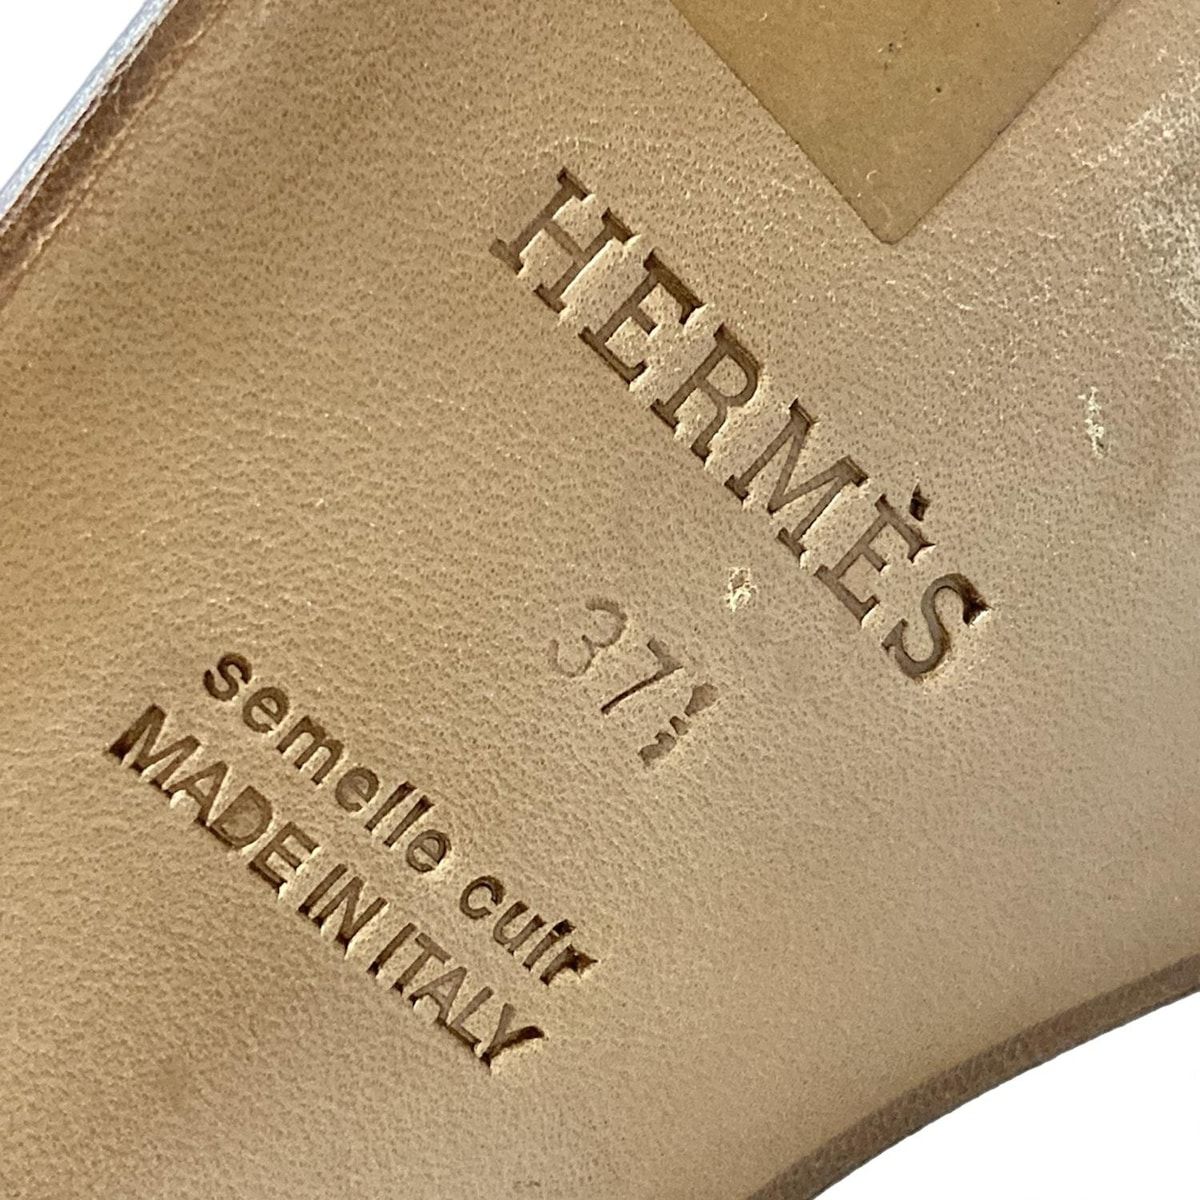 HERMÈS
37½
semelle cuir
MADE IN ITALY